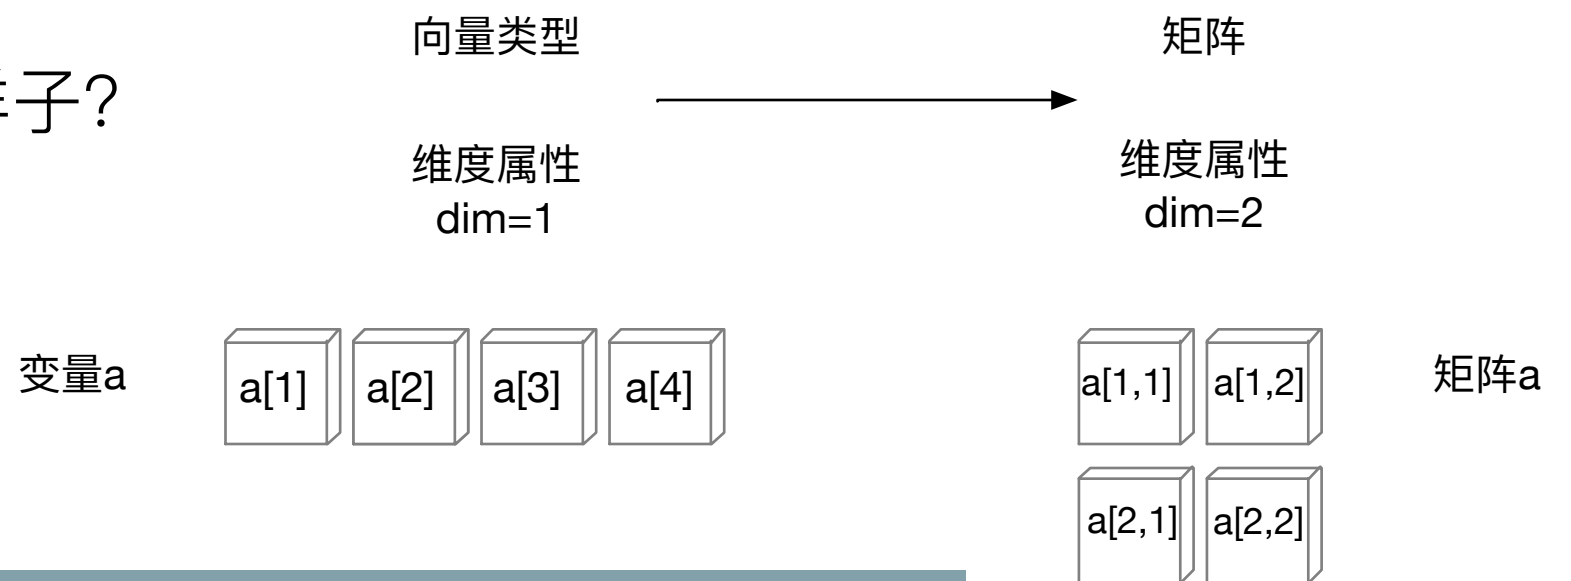 子?
向量类型
矩阵
维度属性
dim=1
维度属性
dim=2
变量a
a[1] a[2] a[3] a[4]
a[1,1] a[1,2]
矩阵a
a[2,1] a[2,2]